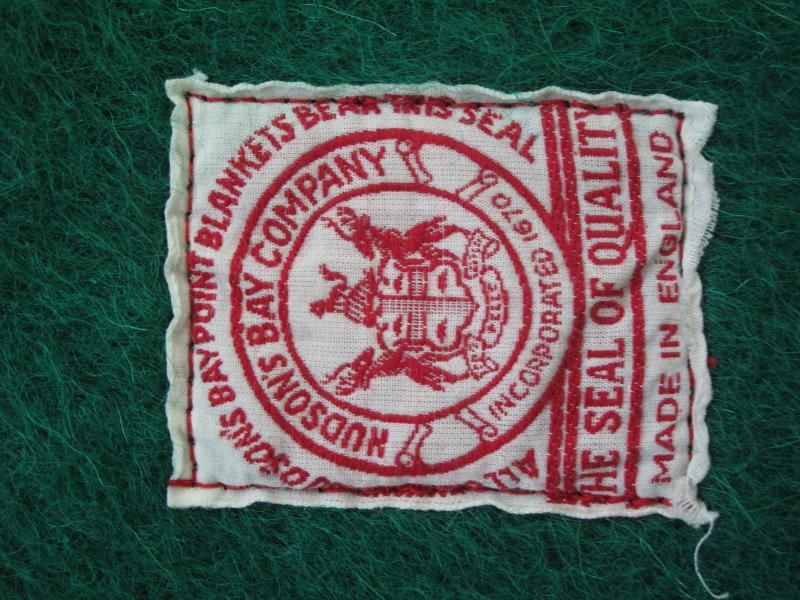 ALL HUDSON'S BAY POINT BLANKETS BEAR THIS SEAL
HUDSONS BAY COMPANY
INCORPORATED 1670
PELLE
THE SEAL OF QUALITY
MADE IN ENGLAND